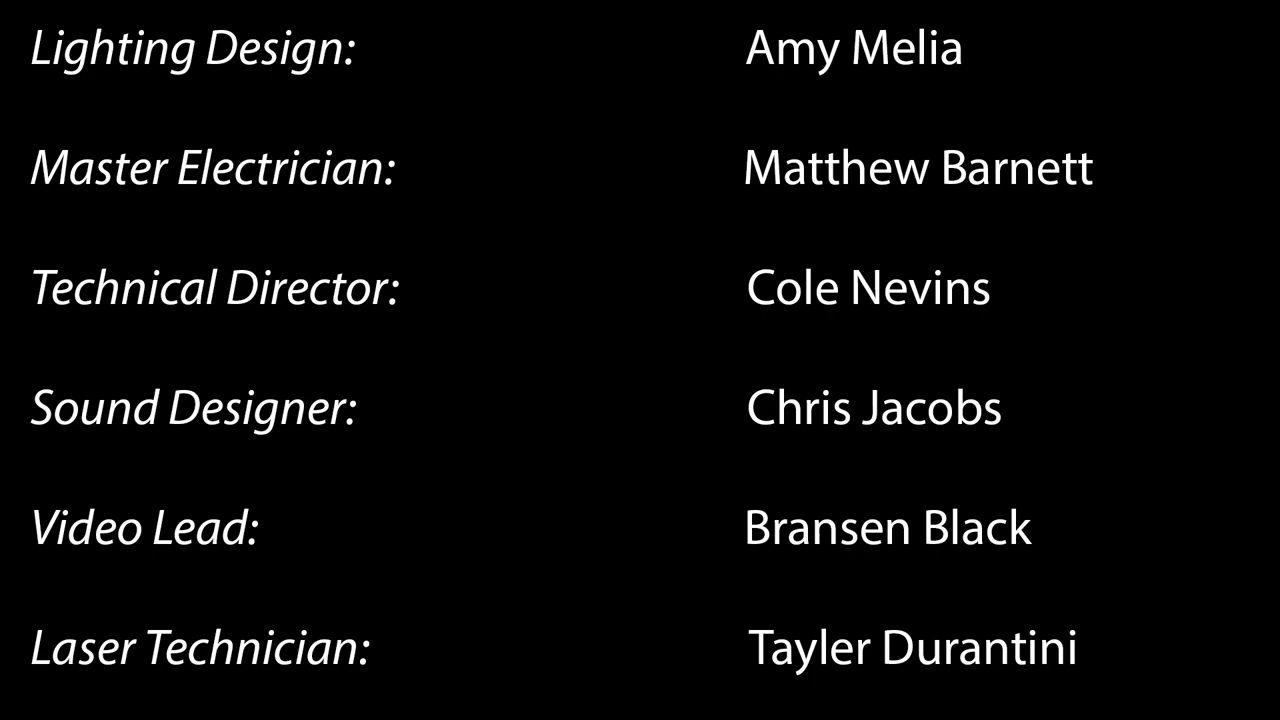 Lighting Design: Amy Melia
Master Electrician: Matthew Barnett
Technical Director: Cole Nevins
Sound Designer: Chris Jacobs
Video Lead: Bransen Black
Laser Technician: Tayler Durantini